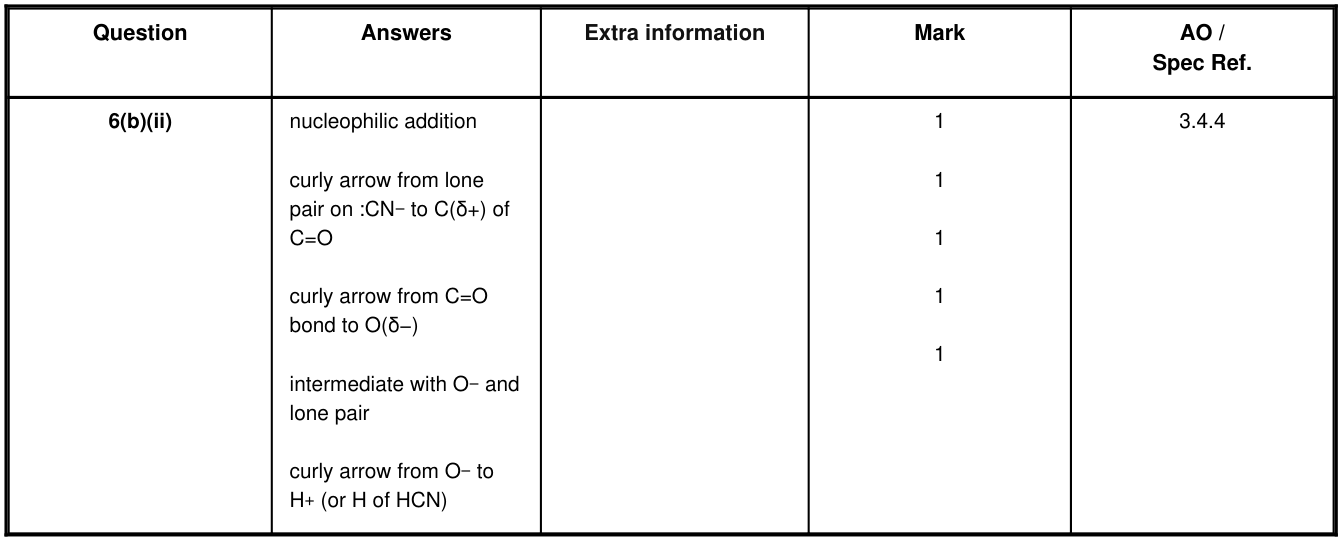 Question
Answers
Extra information
Mark
AO /
Spec Ref.
6(b)(ii)
nucleophilic addition
curly arrow from lone
pair on :CN⁻ to C(δ+) of
C=O
curly arrow from C=O
bond to O(δ–)
intermediate with O⁻ and
lone pair
curly arrow from O⁻ to
H+ (or H of HCN)
1
1
1
1
1
3.4.4